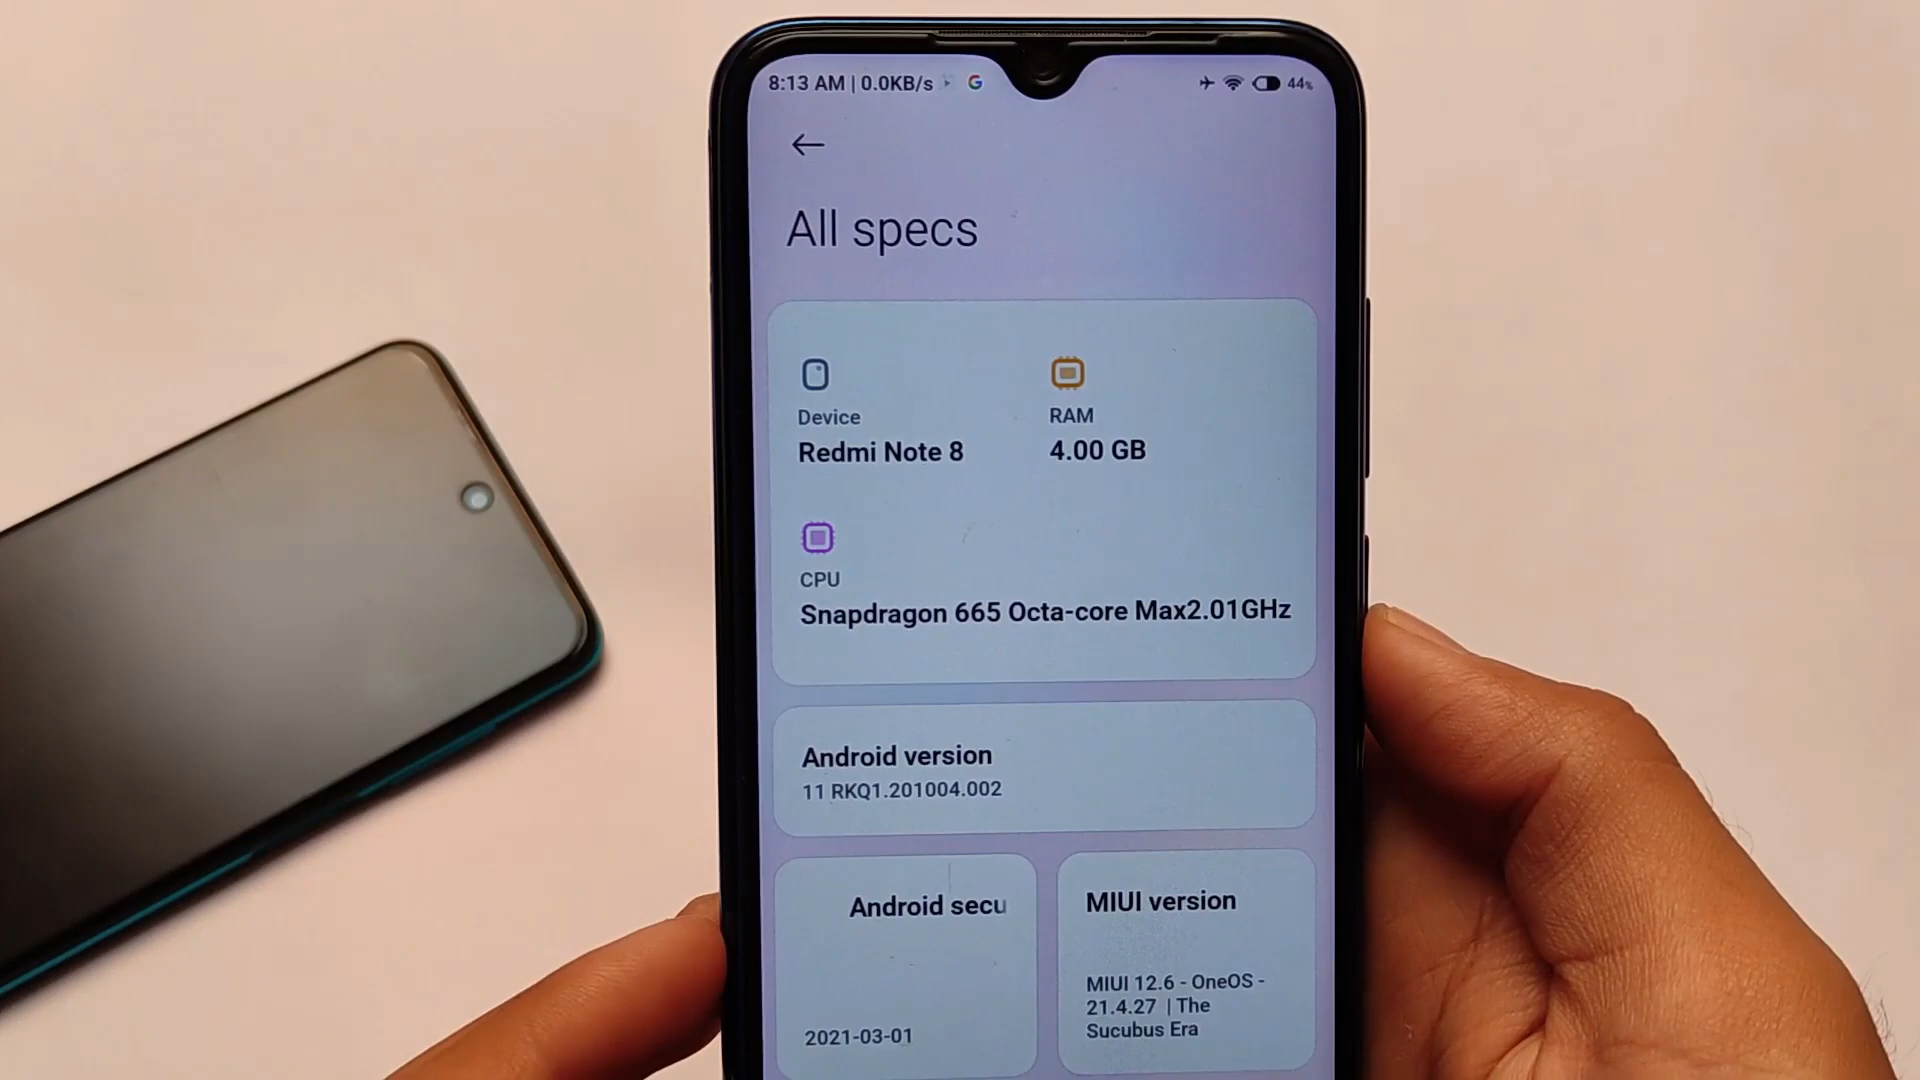 8:13 AM | 0.0KB/s G 44%
All specs
Device
Redmi Note 8
RAM
4.00 GB
CPU
Snapdragon 665 Octa-core Max2.01GHz
Android version
11 RKQ1.201004.002
Android secu
2021-03-01
MIUI version
MIUI 12.6 - OneOS -
21.4.27 | The
Sucubus Era